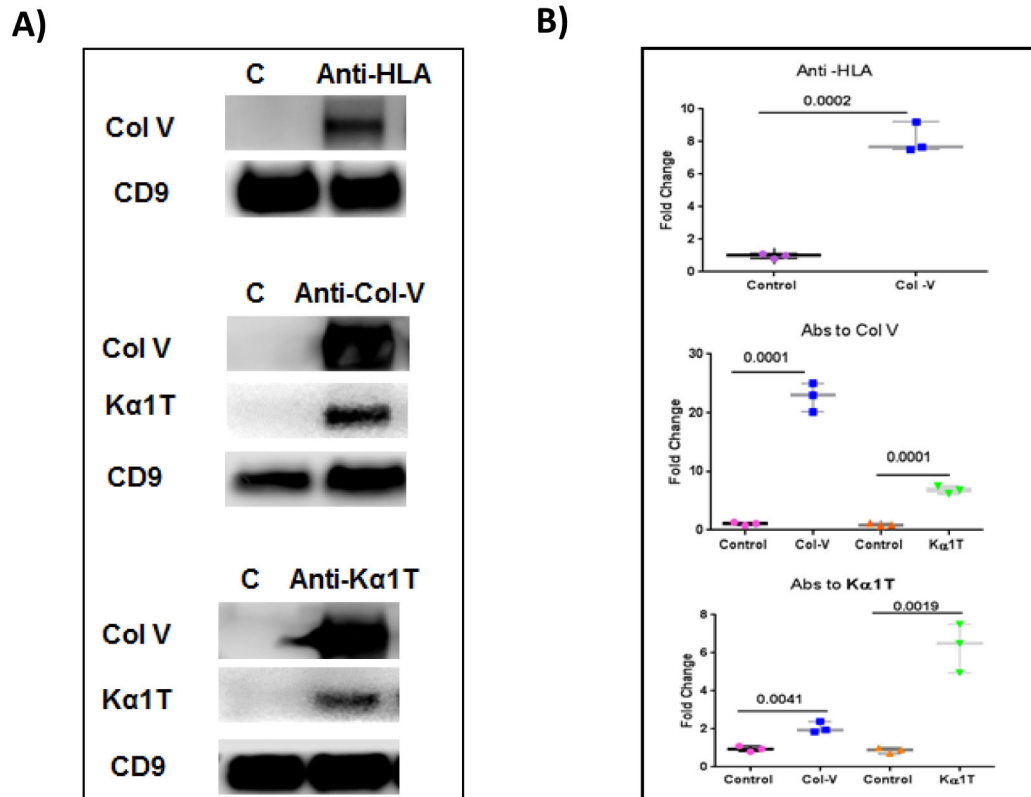 A)
C Anti-HLA
Col V
CD9
C Anti-Col-V
Col V
Kα1T
CD9
C Anti-Kα1T
Col V
Kα1T
CD9
B)
Anti -HLA
0.0002
10
8
6
4
2
0
Fold Change
Control Col -V
Abs to Col V
30
20
10
0
Fold Change
0.0001
0.0001
Control Col-V Control Kα1T
Abs to Kα1T
8
6
4
2
0
Fold Change
0.0019
0.0041
Control Col-V Control Kα1T